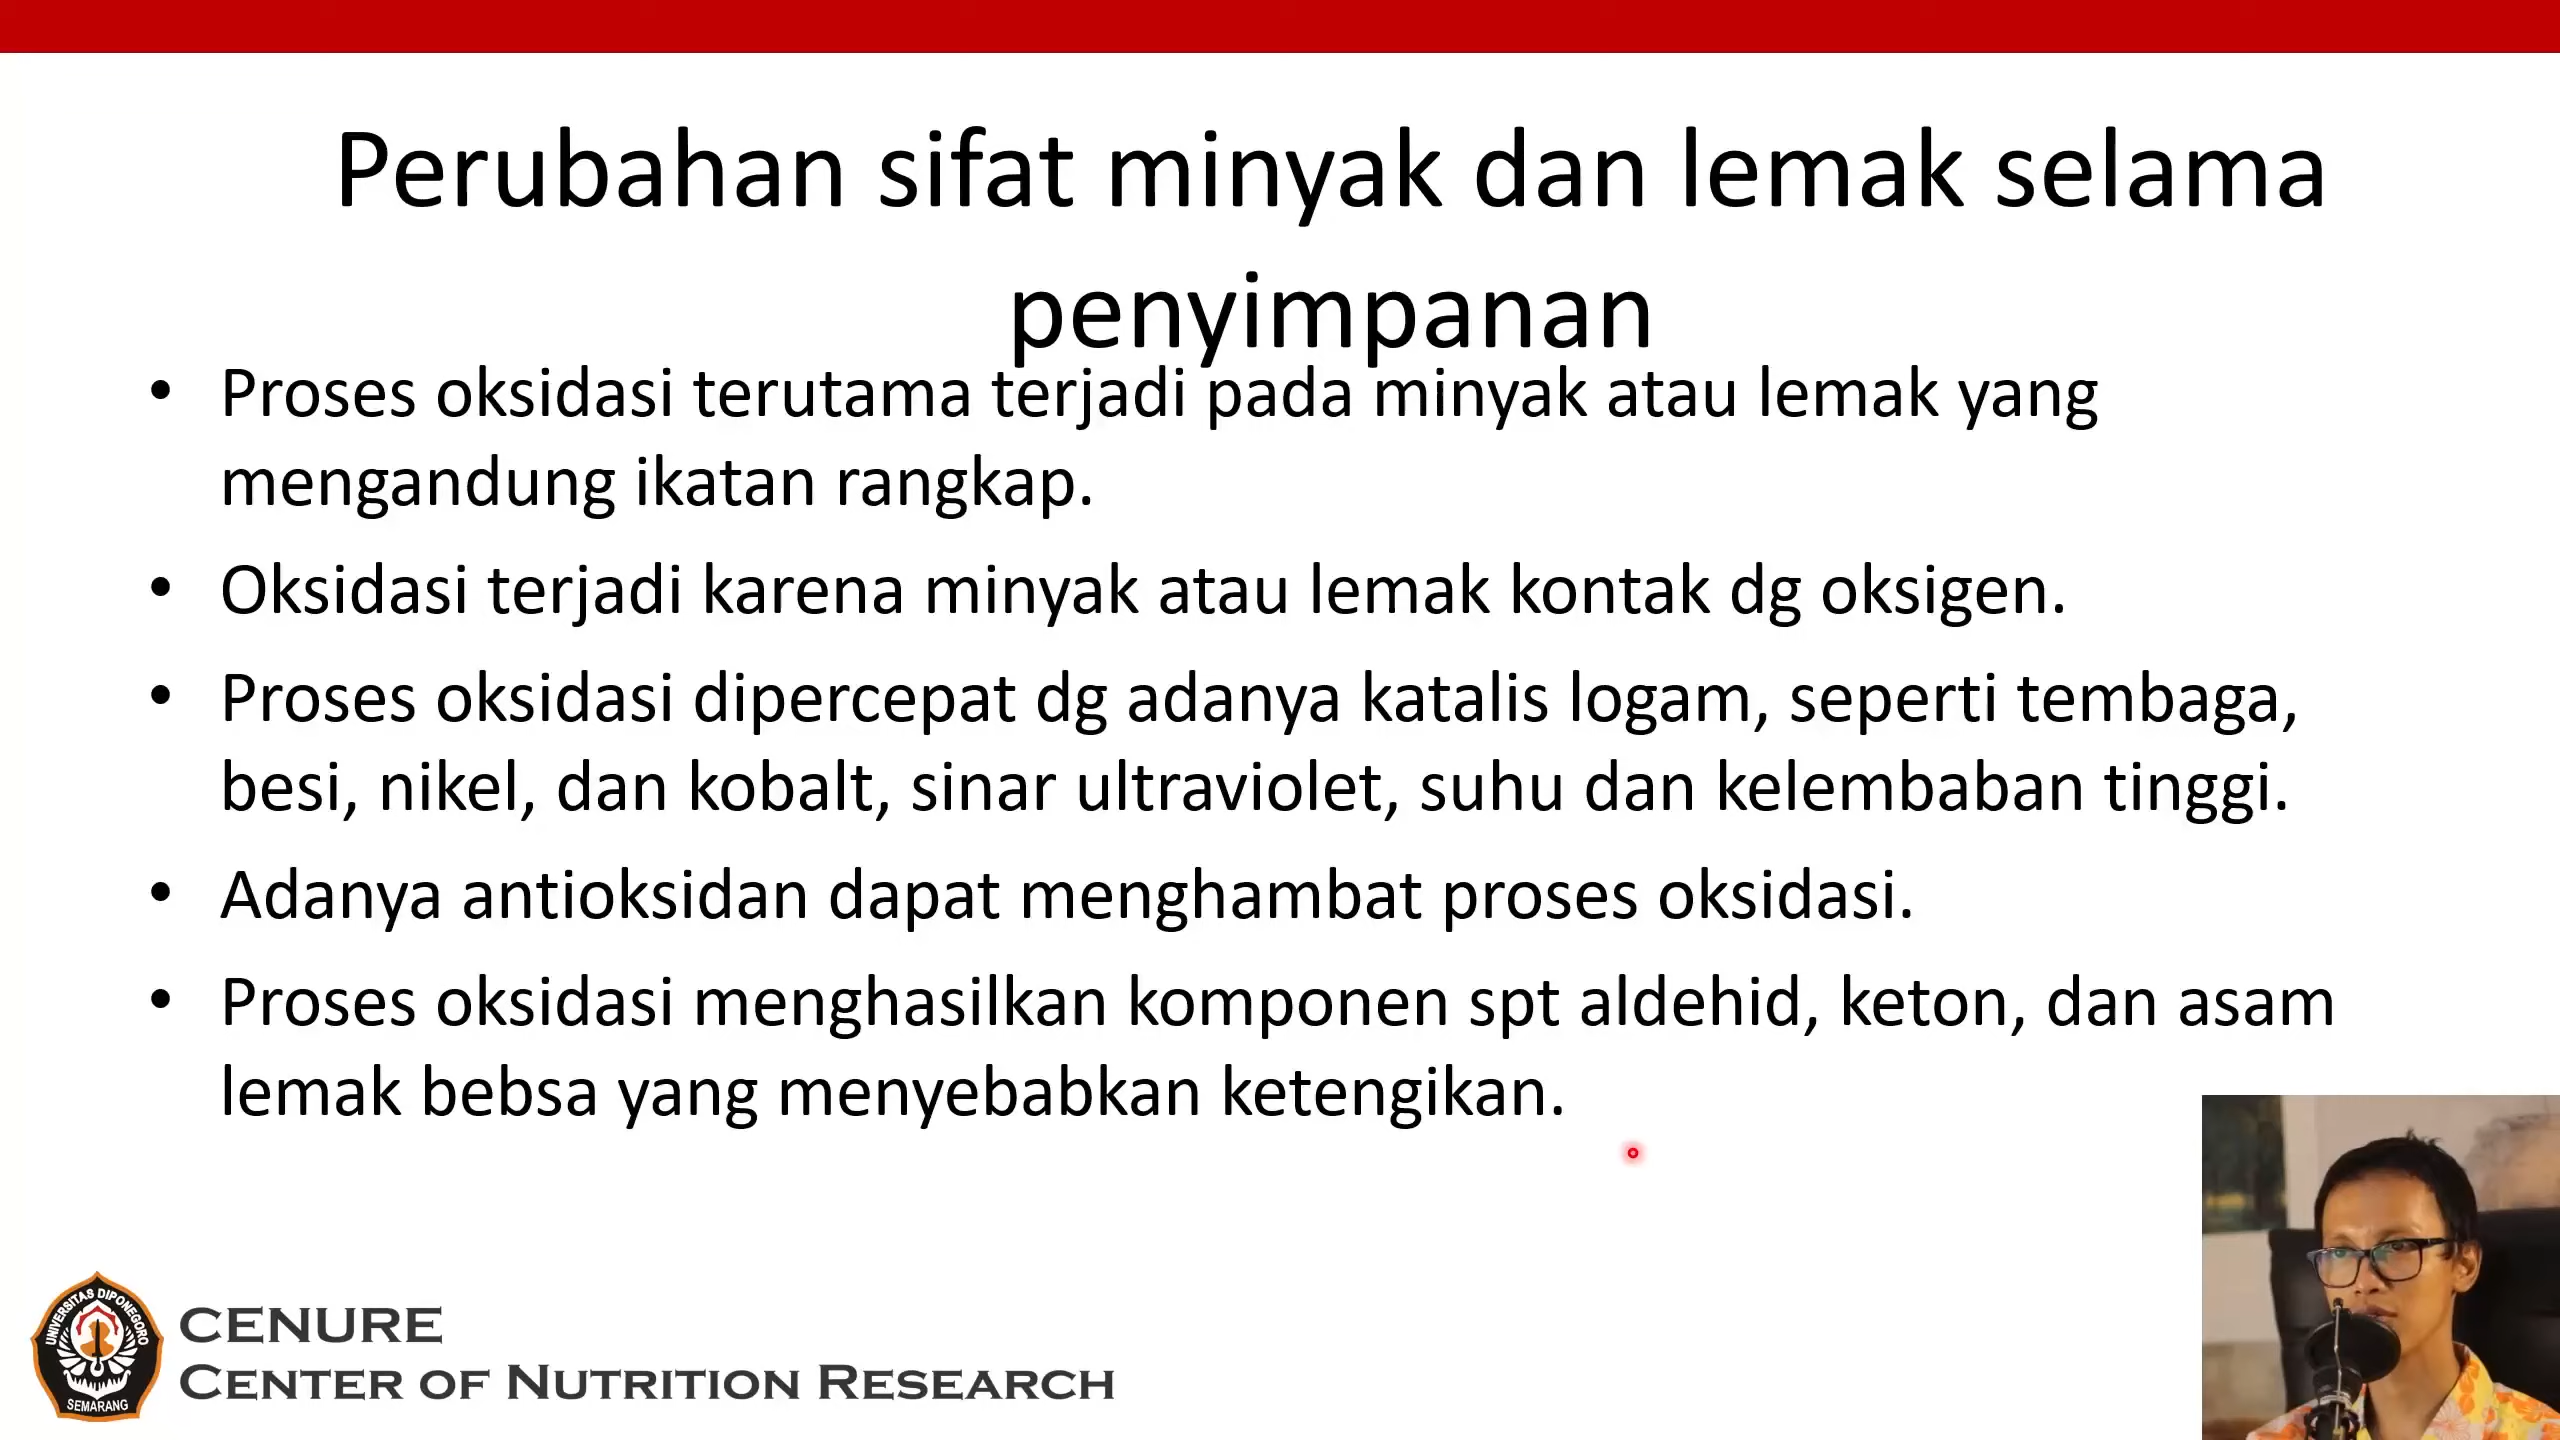 Perubahan sifat minyak dan lemak selama
penyimpanan
• Proses oksidasi terutama terjadi pada minyak atau lemak yang
mengandung ikatan rangkap.
• Oksidasi terjadi karena minyak atau lemak kontak dg oksigen.
• Proses oksidasi dipercepat dg adanya katalis logam, seperti tembaga,
besi, nikel, dan kobalt, sinar ultraviolet, suhu dan kelembaban tinggi.
• Adanya antioksidan dapat menghambat proses oksidasi.
• Proses oksidasi menghasilkan komponen spt aldehid, keton, dan asam
lemak bebsa yang menyebabkan ketengikan.
UNIVERSITAS DIPONEGORO
SEMARANG
CENURE
CENTER OF NUTRITION RESEARCH